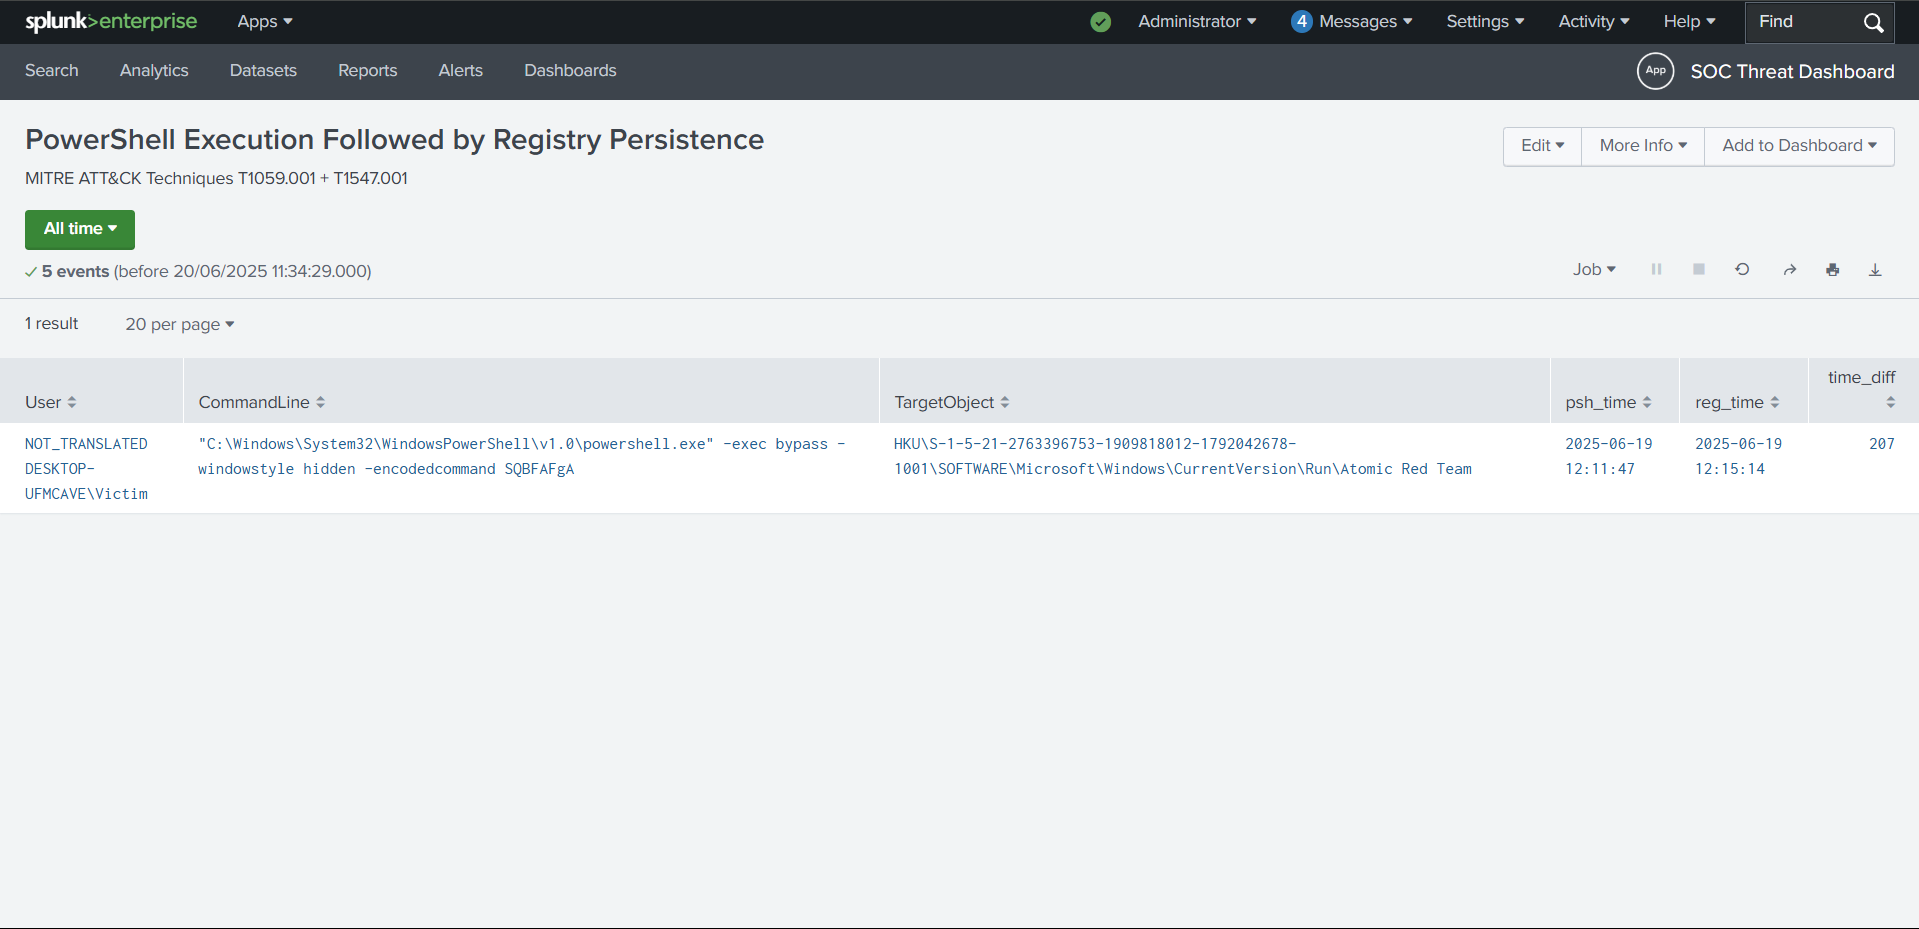 splunk>enterprise Apps Administrator 4 Messages Settings Activity Help Find
Search Analytics Datasets Reports Alerts Dashboards App SOC Threat Dashboard
PowerShell Execution Followed by Registry Persistence
Edit More Info Add to Dashboard
MITRE ATT&CK Techniques T1059.001 + T1547.001
All time
5 events (before 20/06/2025 11:34:29.000)
Job
1 result 20 per page
User CommandLine TargetObject psh_time reg_time time_diff
NOT_TRANSLATED "C:\Windows\System32\WindowsPowerShell\v1.0\powershell.exe" -exec bypass - HKU\S-1-5-21-2763396753-1909818012-1792042678- 2025-06-19 2025-06-19 207
DESKTOP- windowstyle hidden -encodedcommand SQBFAFgA 1001\SOFTWARE\Microsoft\Windows\CurrentVersion\Run\Atomic Red Team 12:11:47 12:15:14
UFMCAVE\Victim